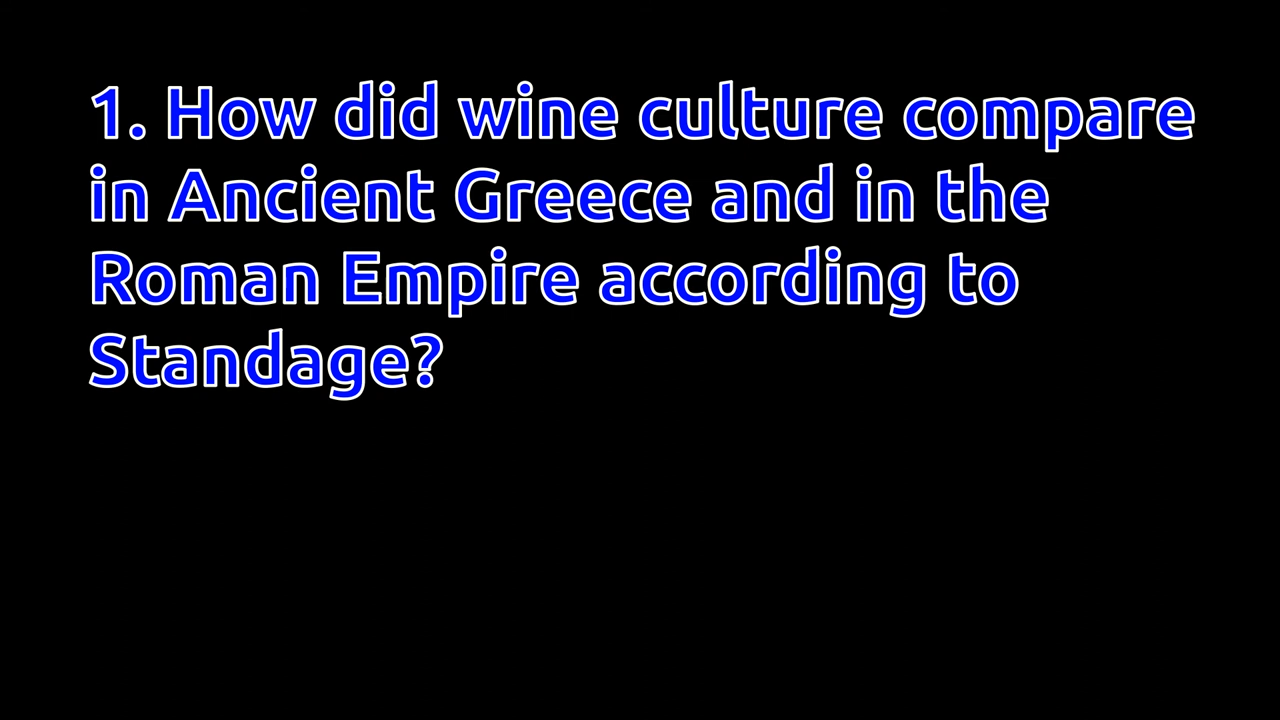 1. How did wine culture compare
in Ancient Greece and in the
Roman Empire according to
Standage?